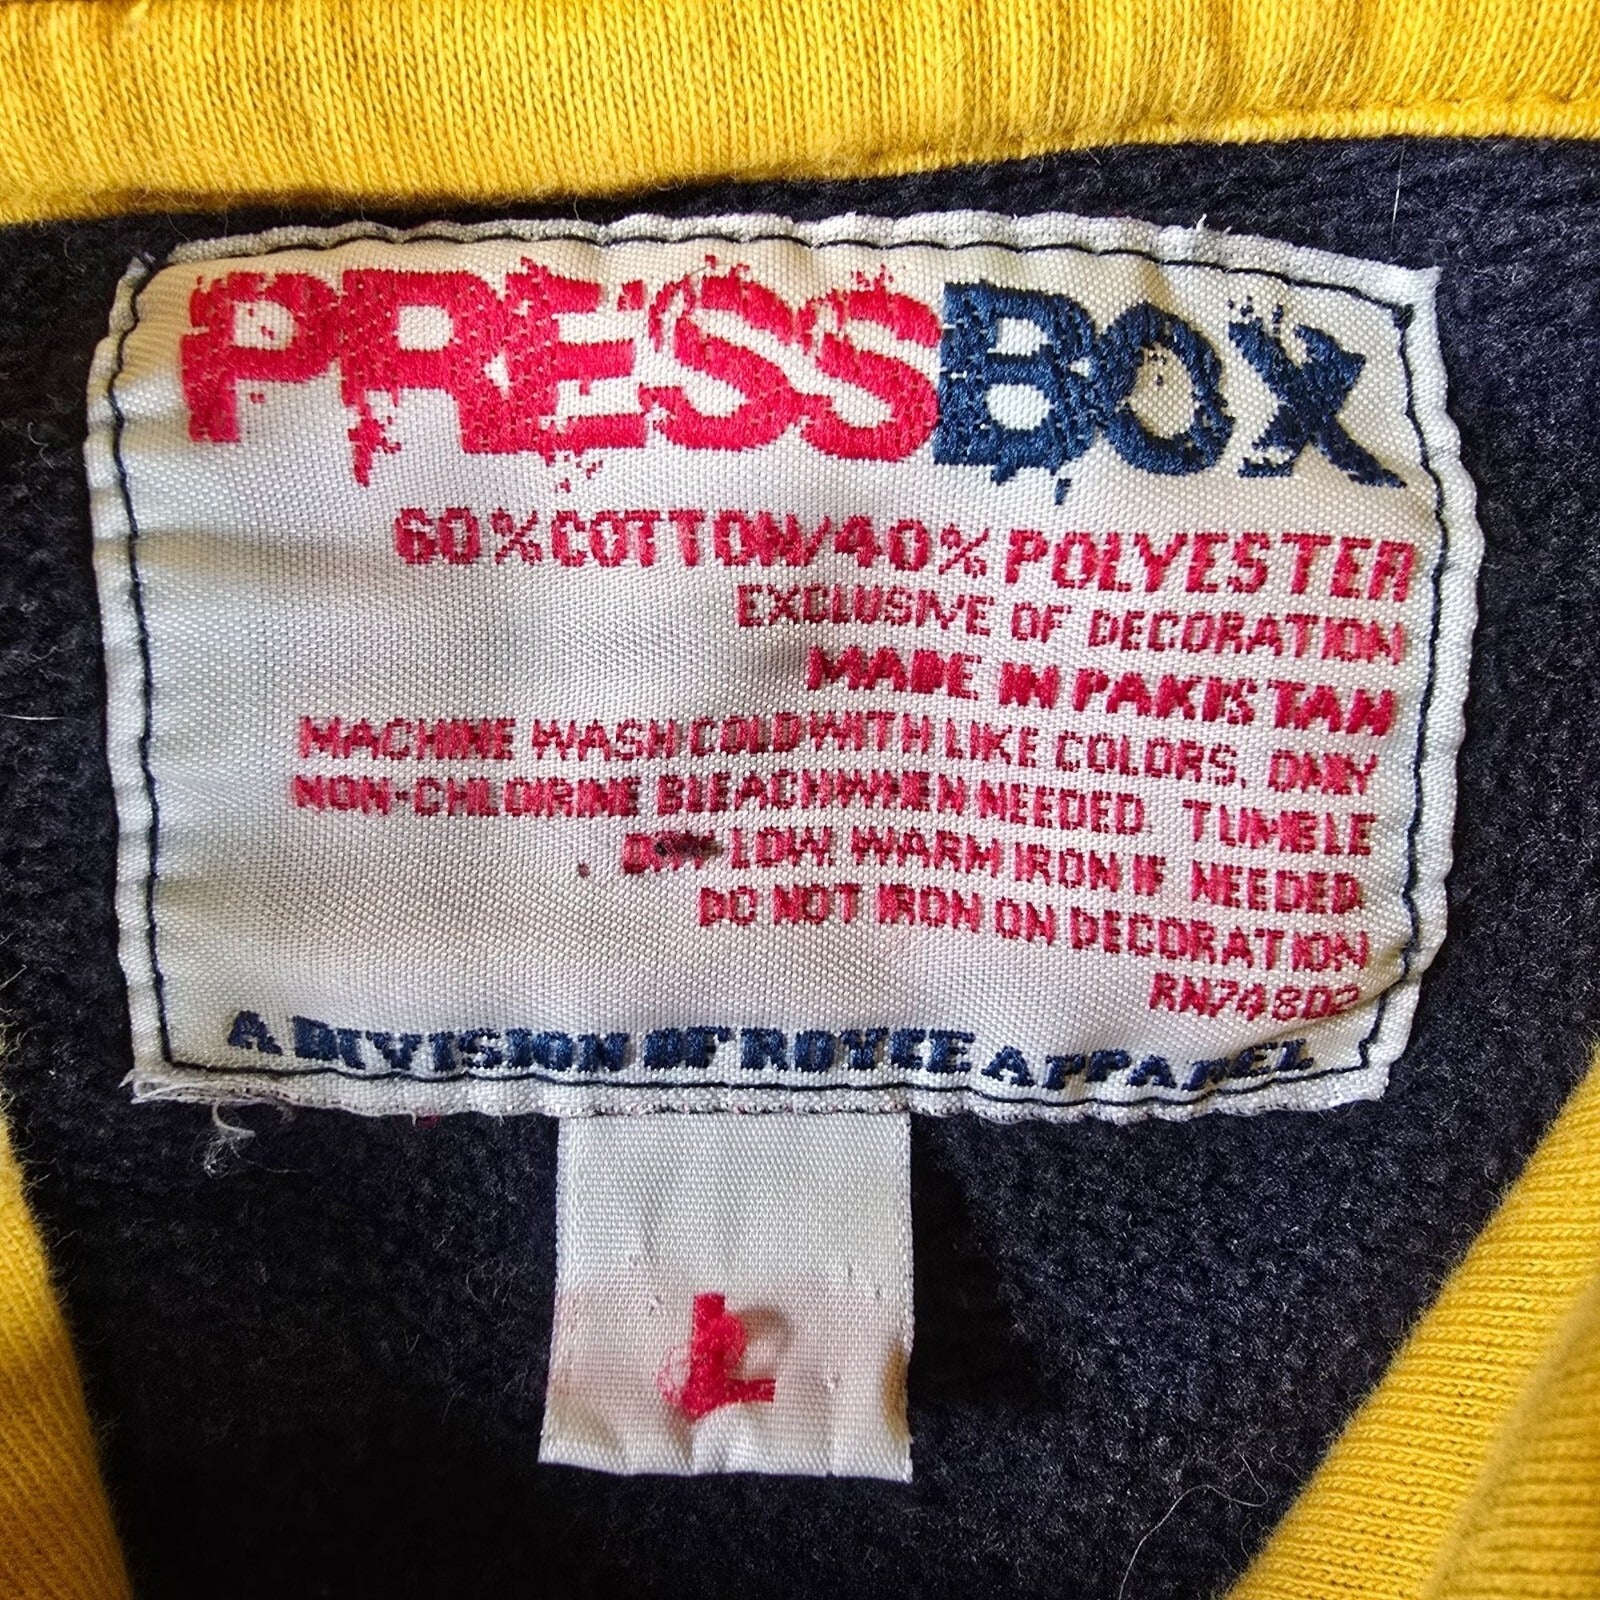 PRESSBOX
60% COTTON/40% POLYESTER
EXCLUSIVE OF DECORATION
MADE IN PAKISTAN
MACHINE WASH COLD WITH LIKE COLORS, ONLY
NON-CHLORINE BLEACH WHEN NEEDED. TUMBLE
DRY LOW. WARM IRON IF NEEDED.
DO NOT IRON ON DECORATION
RN74802
A DIVISION OF ROYCE APPAREL
L